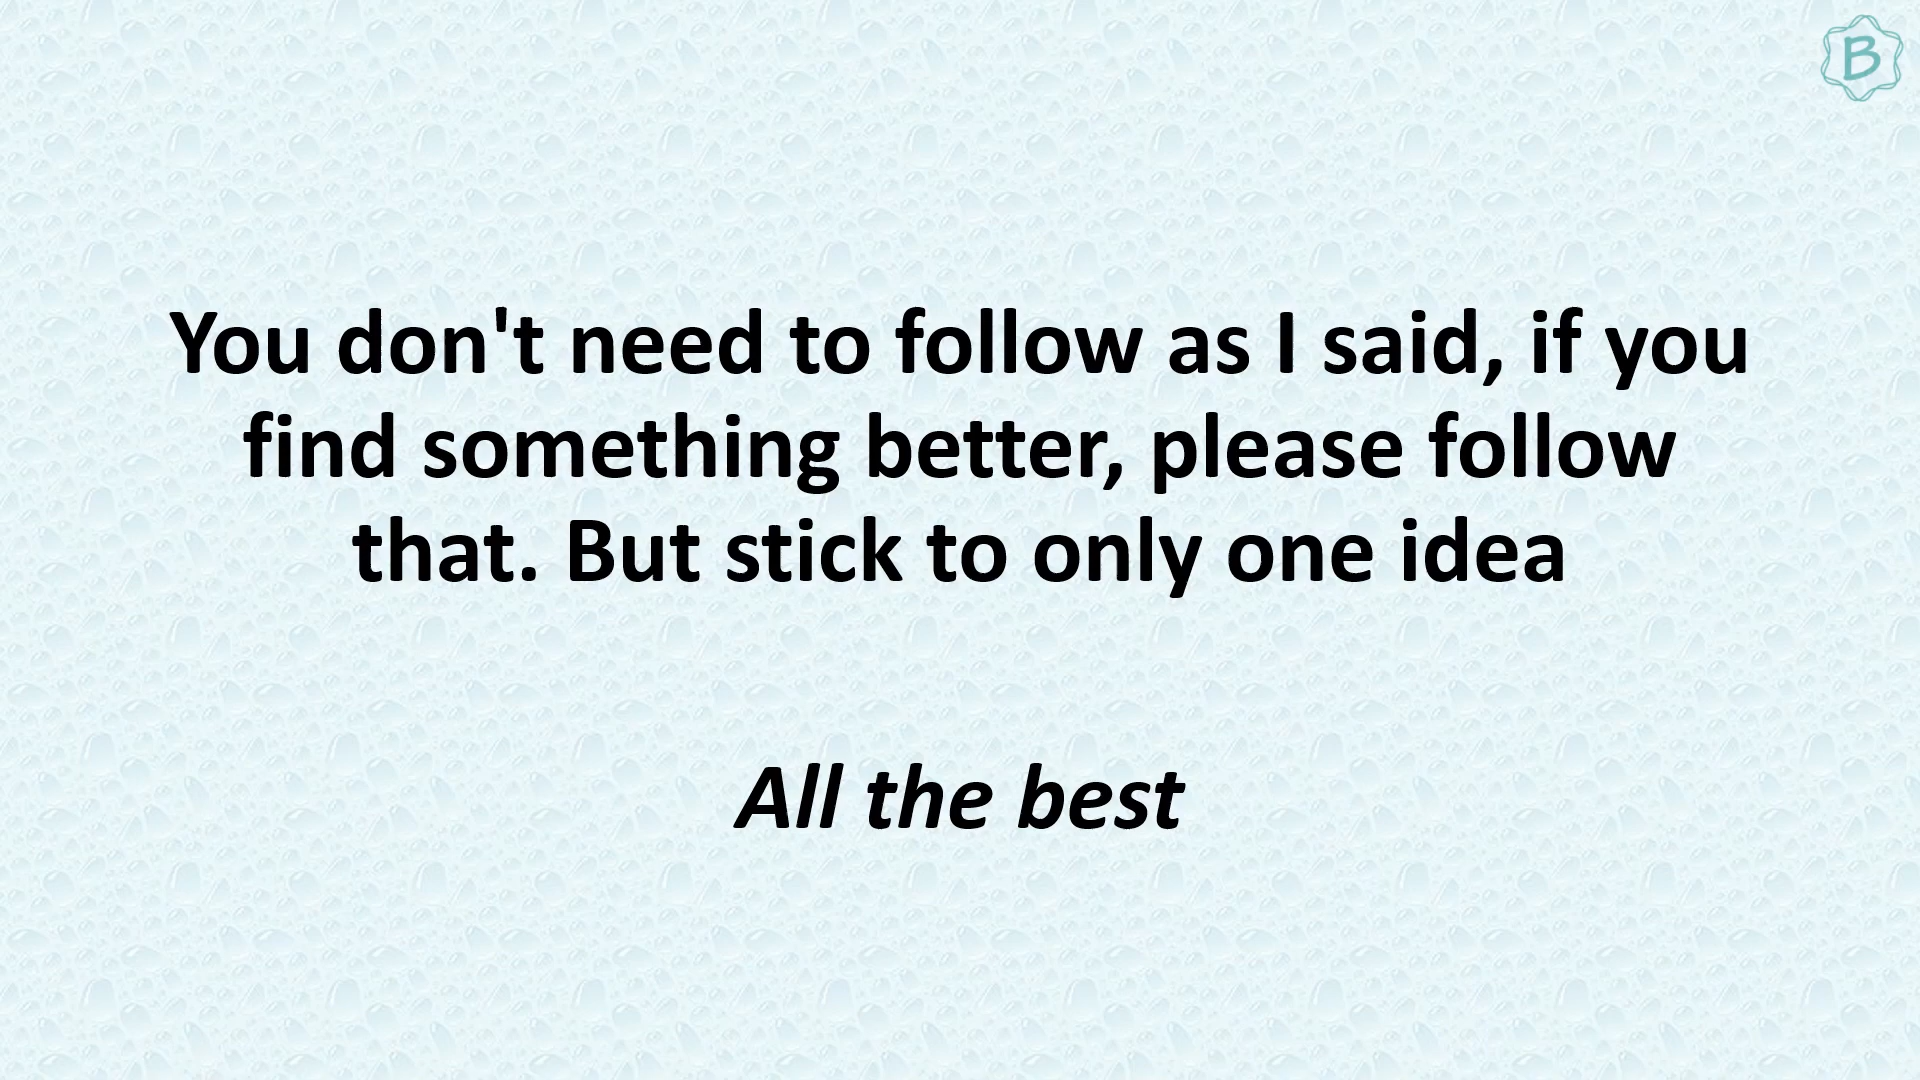 B
You don't need to follow as I said, if you
find something better, please follow
that. But stick to only one idea
All the best